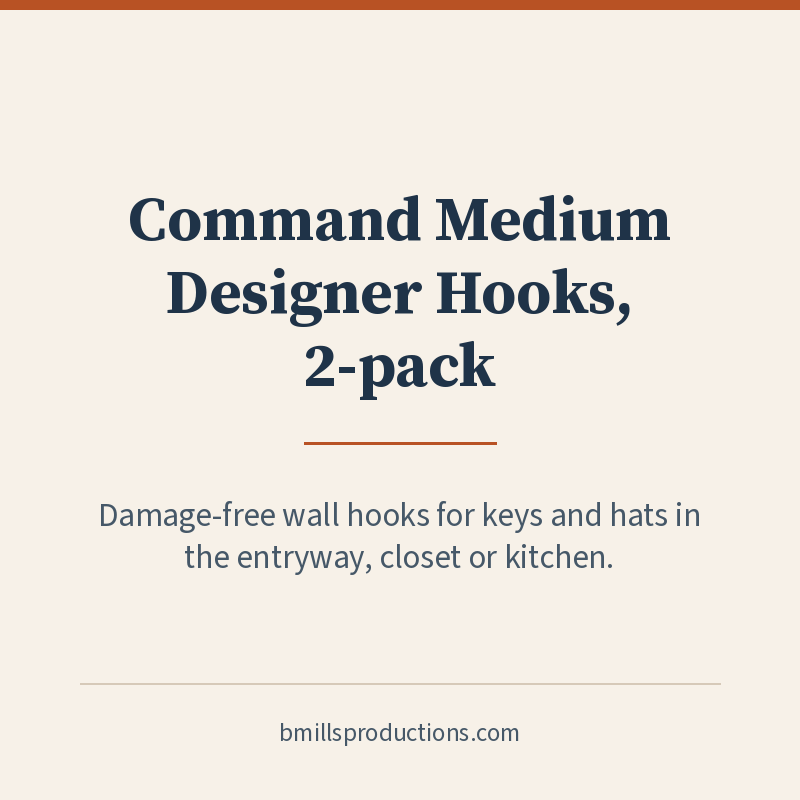 Command Medium
Designer Hooks,
2-pack
Damage-free wall hooks for keys and hats in
the entryway, closet or kitchen.
bmillsproductions.com